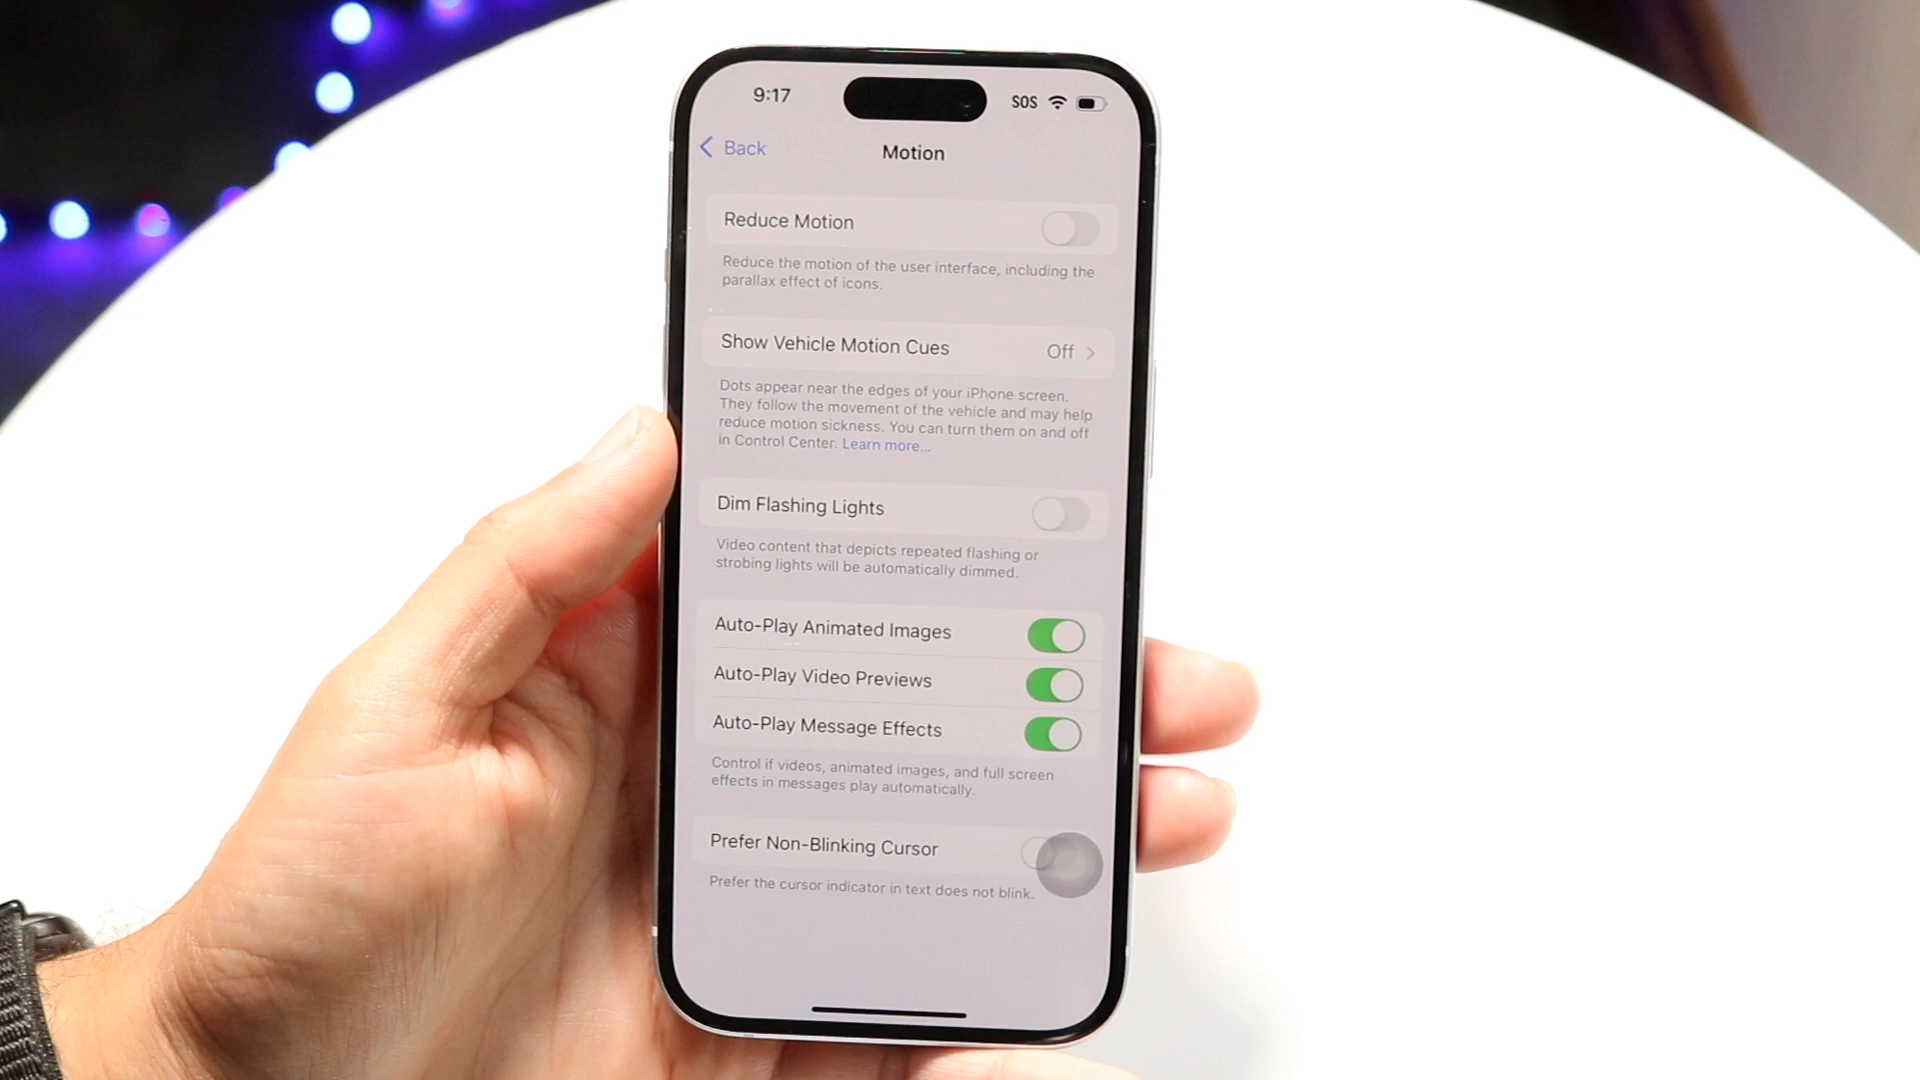 9:17
SOS
Back
Motion
Reduce Motion
Reduce the motion of the user interface, including the
parallax effect of icons.
Show Vehicle Motion Cues
Off
Dots appear near the edges of your iPhone screen.
They follow the movement of the vehicle and may help
reduce motion sickness. You can turn them on and off
in Control Center. Learn more...
Dim Flashing Lights
Video content that depicts repeated flashing or
strobing lights will be automatically dimmed.
Auto-Play Animated Images
Auto-Play Video Previews
Auto-Play Message Effects
Control if videos, animated images, and full screen
effects in messages play automatically.
Prefer Non-Blinking Cursor
Prefer the cursor indicator in text does not blink.